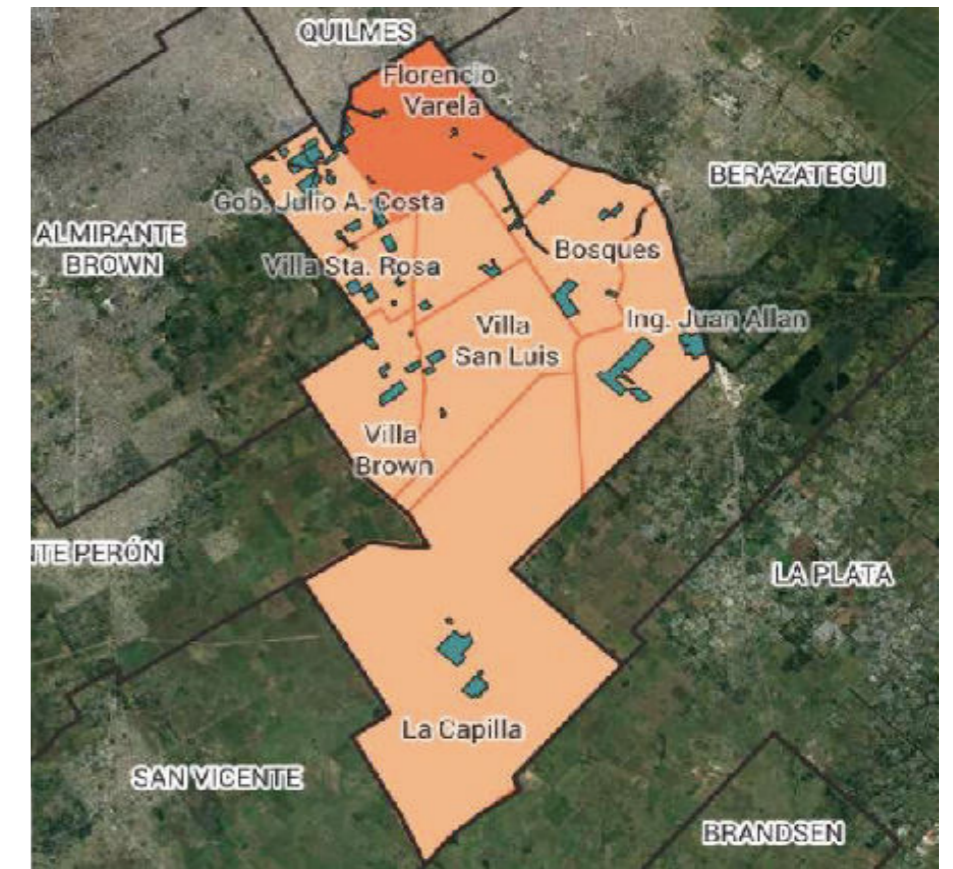 QUILMES
Florencio
Varela
BERAZATEGUI
Gob. Julio A. Costa
ALMIRANTE
BROWN
Bosques
Villa Sta. Rosa
Ing. Juan Allan
Villa
San Luis
Villa
Brown
NTE PERÓN
LA PLATA
La Capilla
SAN VICENTE
BRANDSEN